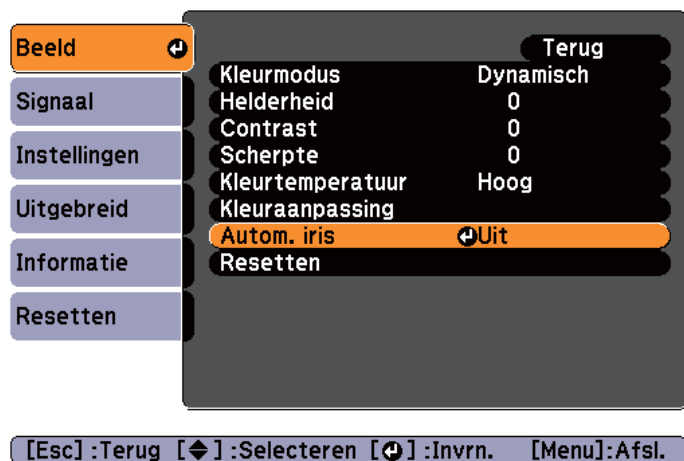 Beeld
Signaal
Instellingen
Uitgebreid
Informatie
Resetten
Terug
Kleurmodus Dynamisch
Helderheid 0
Contrast 0
Scherpte 0
Kleurtemperatuur Hoog
Kleuraanpassing
Autom. iris Uit
Resetten
[Esc] :Terug [◆] :Selecteren [⏎] :Invrn. [Menu]:Afsl.